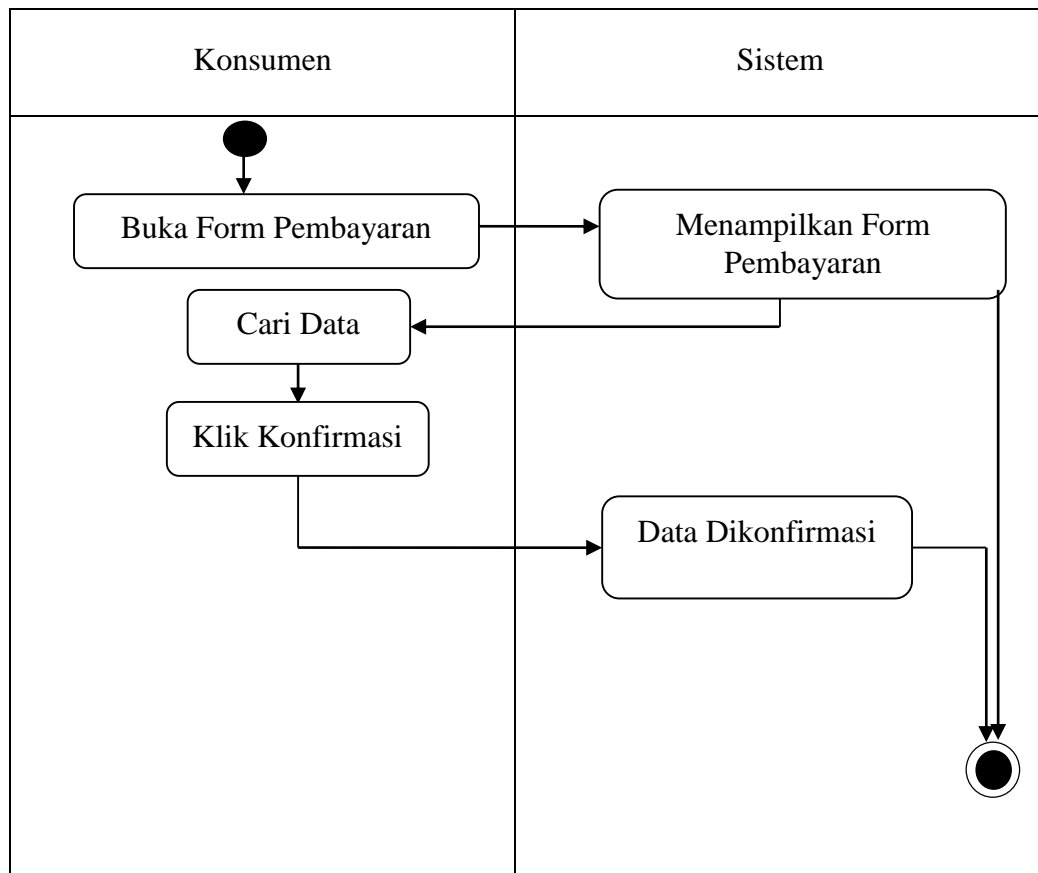 Konsumen
Sistem
Buka Form Pembayaran
Menampilkan Form
Pembayaran
Cari Data
Klik Konfirmasi
Data Dikonfirmasi